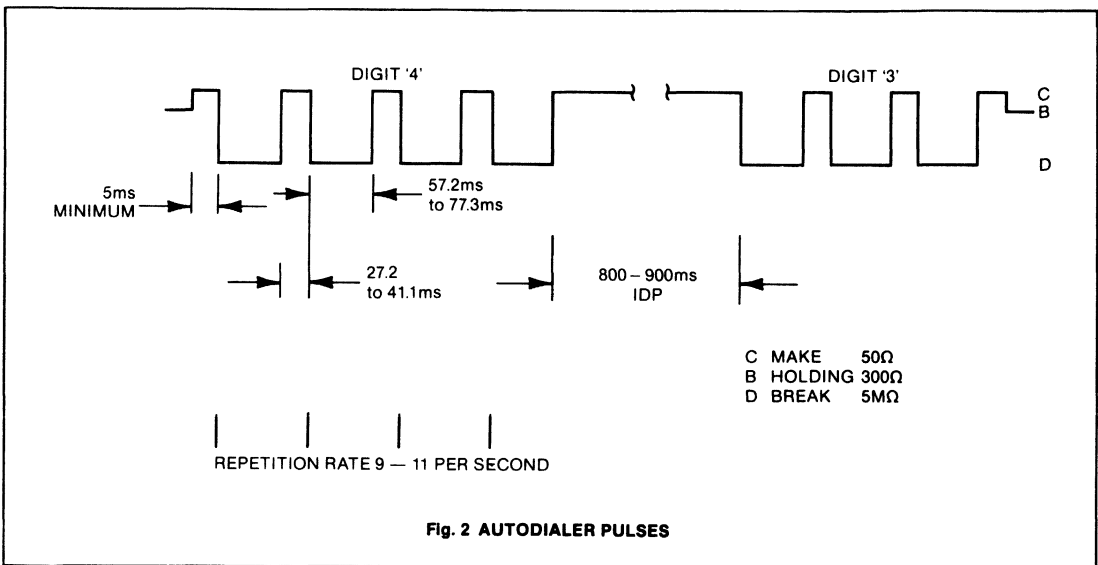 DIGIT '4'
DIGIT '3'
C
B
D
5ms
MINIMUM
57.2ms
to 77.3ms
27.2
to 41.1ms
800 – 900ms
IDP
C MAKE 50Ω
B HOLDING 300Ω
D BREAK 5MΩ
REPETITION RATE 9 — 11 PER SECOND
Fig. 2 AUTODIALER PULSES